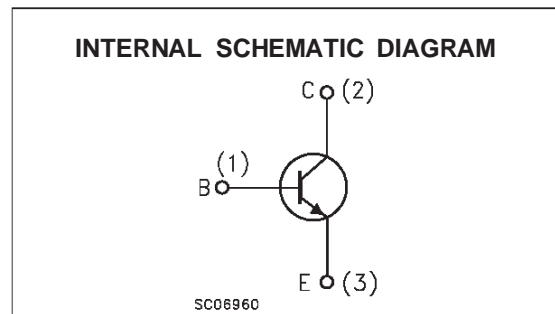 INTERNAL SCHEMATIC DIAGRAM
C (2)
(1)
B
E (3)
SC06960